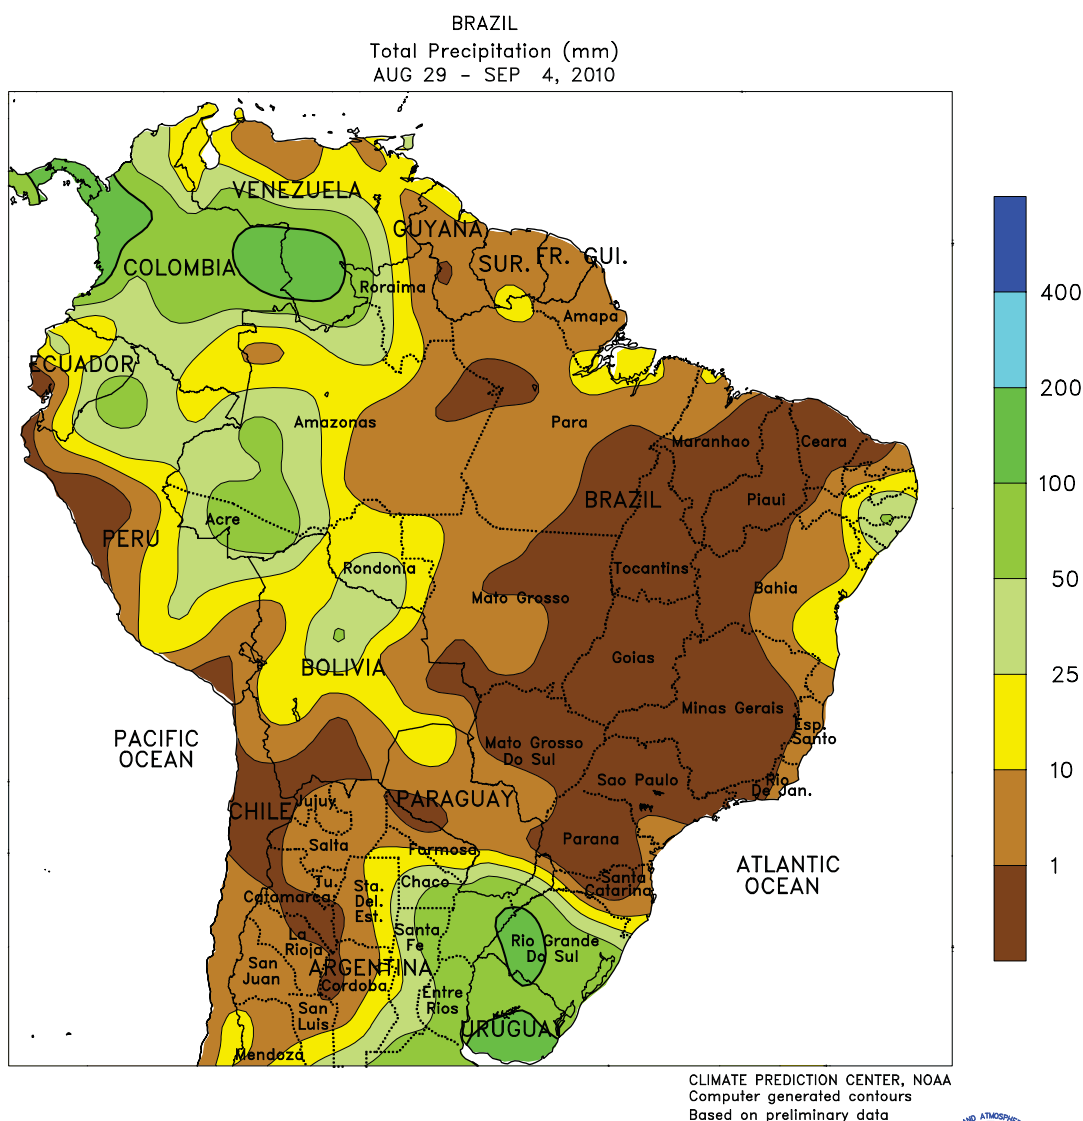 BRAZIL
Total Precipitation (mm)
AUG 29 - SEP 4, 2010
VENEZUELA
GUYANA
COLOMBIA
SUR.
FR. GUI.
Roraima
Amapa
ECUADOR
Amazonas
Para
Maranhao
Ceara
BRAZIL
Piaui
Acre
PERU
Rondonia
Tocantins
Mato Grosso
Bahia
BOLIVIA
Goias
Minas Gerais
Esp.
Santo
PACIFIC
OCEAN
Mato Grosso
Do Sul
Sao Paulo
Rio
De Jan.
CHILE
Jujuy
PARAGUAY
Parana
Salta
Formosa
ATLANTIC
OCEAN
Tu.
Sta.
Del.
Est.
Chaco
Santa
Catarina
Catamarca
La
Rioja
Santa
Fe
Rio Grande
Do Sul
San
Juan
ARGENTINA
Cordoba
Entre
Rios
San
Luis
URUGUAY
Mendoza
400
200
100
50
25
10
1
CLIMATE PREDICTION CENTER, NOAA
Computer generated contours
Based on preliminary data
AND ATMOSPHE